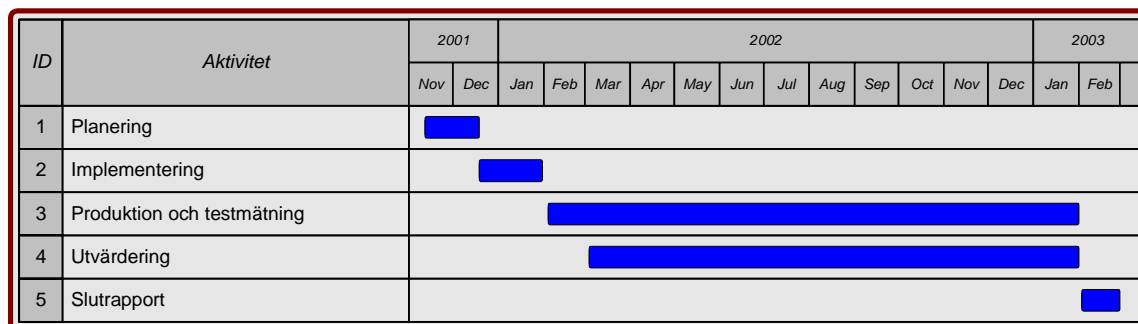 ID Aktivitet 2001 2002 2003
Nov Dec Jan Feb Mar Apr May Jun Jul Aug Sep Oct Nov Dec Jan Feb
1 Planering
2 Implementering
3 Produktion och testmätning
4 Utvärdering
5 Slutrapport